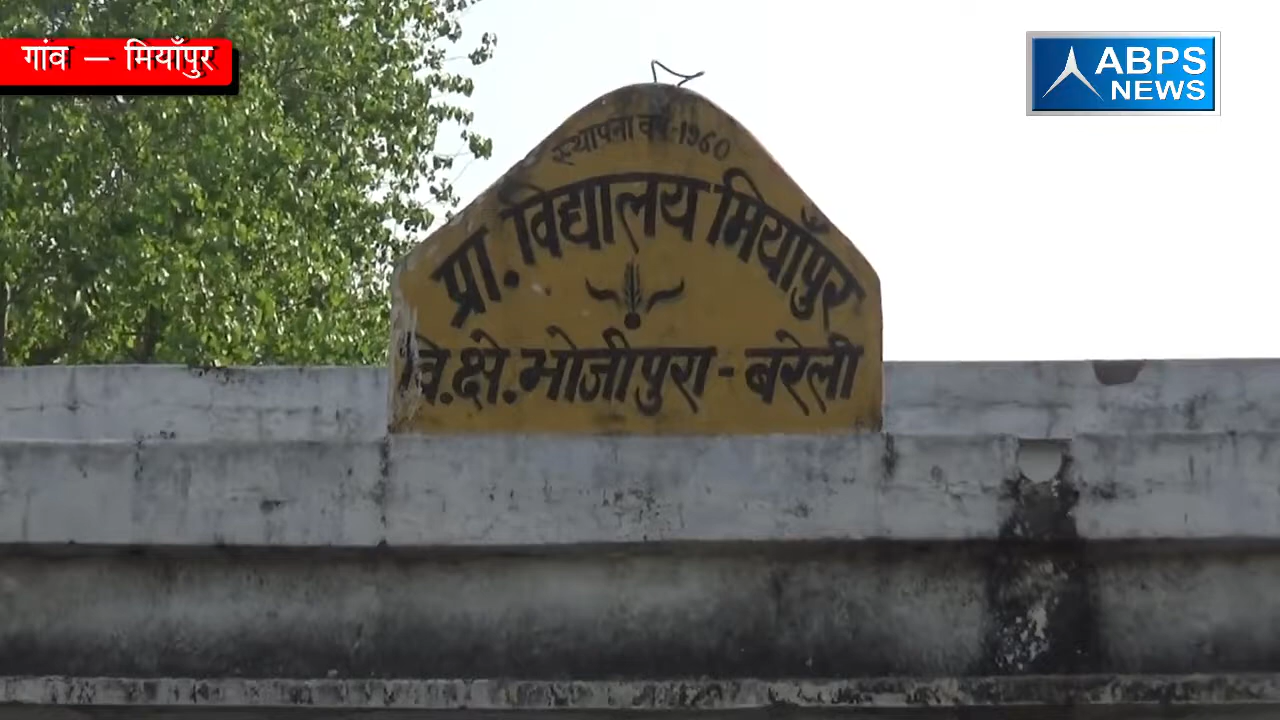 गांव — मियाँपुर
ABPS
NEWS
स्थापना वर्ष-1960
प्रा. विद्यालय मियाँपुर
वि.क्षे. भोजीपुरा - बरेली